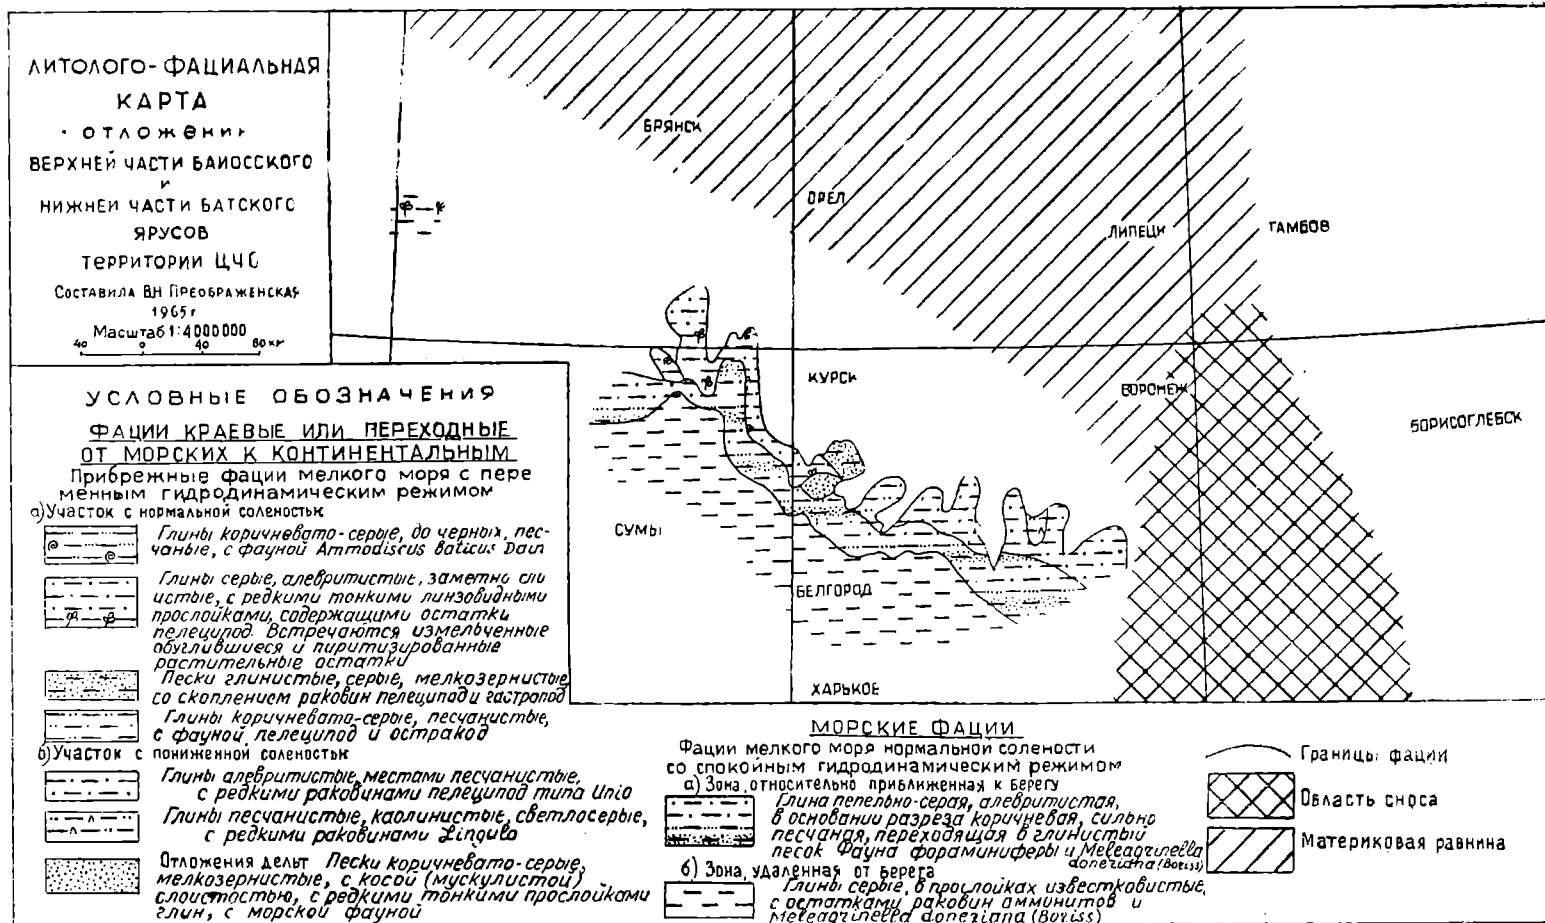 ЛИТОЛОГО-ФАЦИАЛЬНАЯ
КАРТА
отложении
ВЕРХНЕЙ ЧАСТИ БАИОССКОГО
и
НИЖНЕИ ЧАСТИ БАТСКОГО
ЯРУСОВ
ТЕРРИТОРИИ ЦЧО
СОСТАВИЛА ВН ПРЕОБРАЖЕНСКАЯ
1965г
Масштаб 1:4000000
40 0 40 80 км
БРЯНСК
ОРЕЛ
ЛИПЕЦК
ТАМБОВ
КУРСК
ВОРОНЕЖ
БОРИСОГЛЕБСК
СУМЫ
БЕЛГОРОД
ХАРЬКОВ
УСЛОВНЫЕ ОБОЗНАЧЕНИЯ
ФАЦИИ КРАЕВЫЕ ИЛИ ПЕРЕХОДНЫЕ
ОТ МОРСКИХ К КОНТИНЕНТАЛЬНЫМ
Прибрежные фации мелкого моря с пере
менным гидродинамическим режимом
а) Участок с нормальной соленостью
Глины коричневато-серые, до черных, пес-
чаные, с фауной Ammodiscus baticus Dain
Глины серые, алевритистые, заметно слю
истые, с редкими тонкими линзовидными
прослойками, содержащими остатки
пелеципод. Встречаются измельченные
обуглившиеся и пиритизированные
растительные остатки
Пески глинистые, серые, мелкозернистые
со скоплением раковин пелеципод и гастропод
Глины коричневато-серые, песчанистые,
с фауной пелеципод и остракод
б) Участок с пониженной соленостью
Глины алевритистые, местами песчанистые,
с редкими раковинами пелеципод типа Unio
Глины песчанистые, каолинистые, светлосерые,
с редкими раковинами Lingula
Отложения дельт Пески коричневато-серые,
мелкозернистые, с косой (мускулистой)
слоистостью, с редкими тонкими прослойками
глин, с морской фауной
МОРСКИЕ ФАЦИИ
Фации мелкого моря нормальной солености
со спокойным гидродинамическим режимом
а) Зона, относительно приближенная к берегу
Глина пепельно-серая, алевритистая,
в основании разреза коричневая, сильно
песчаная, переходящая в глинистый
песок Фауна фораминиферы и Meleagrinella
doneziana (Boriss)
б) Зона, удаленная от берега
Глины серые, в прослойках известковистые,
с остатками раковин аммонитов и
Meleagrinella doneziana (Boriss)
Границы фации
Область сноса
Материковая равнина